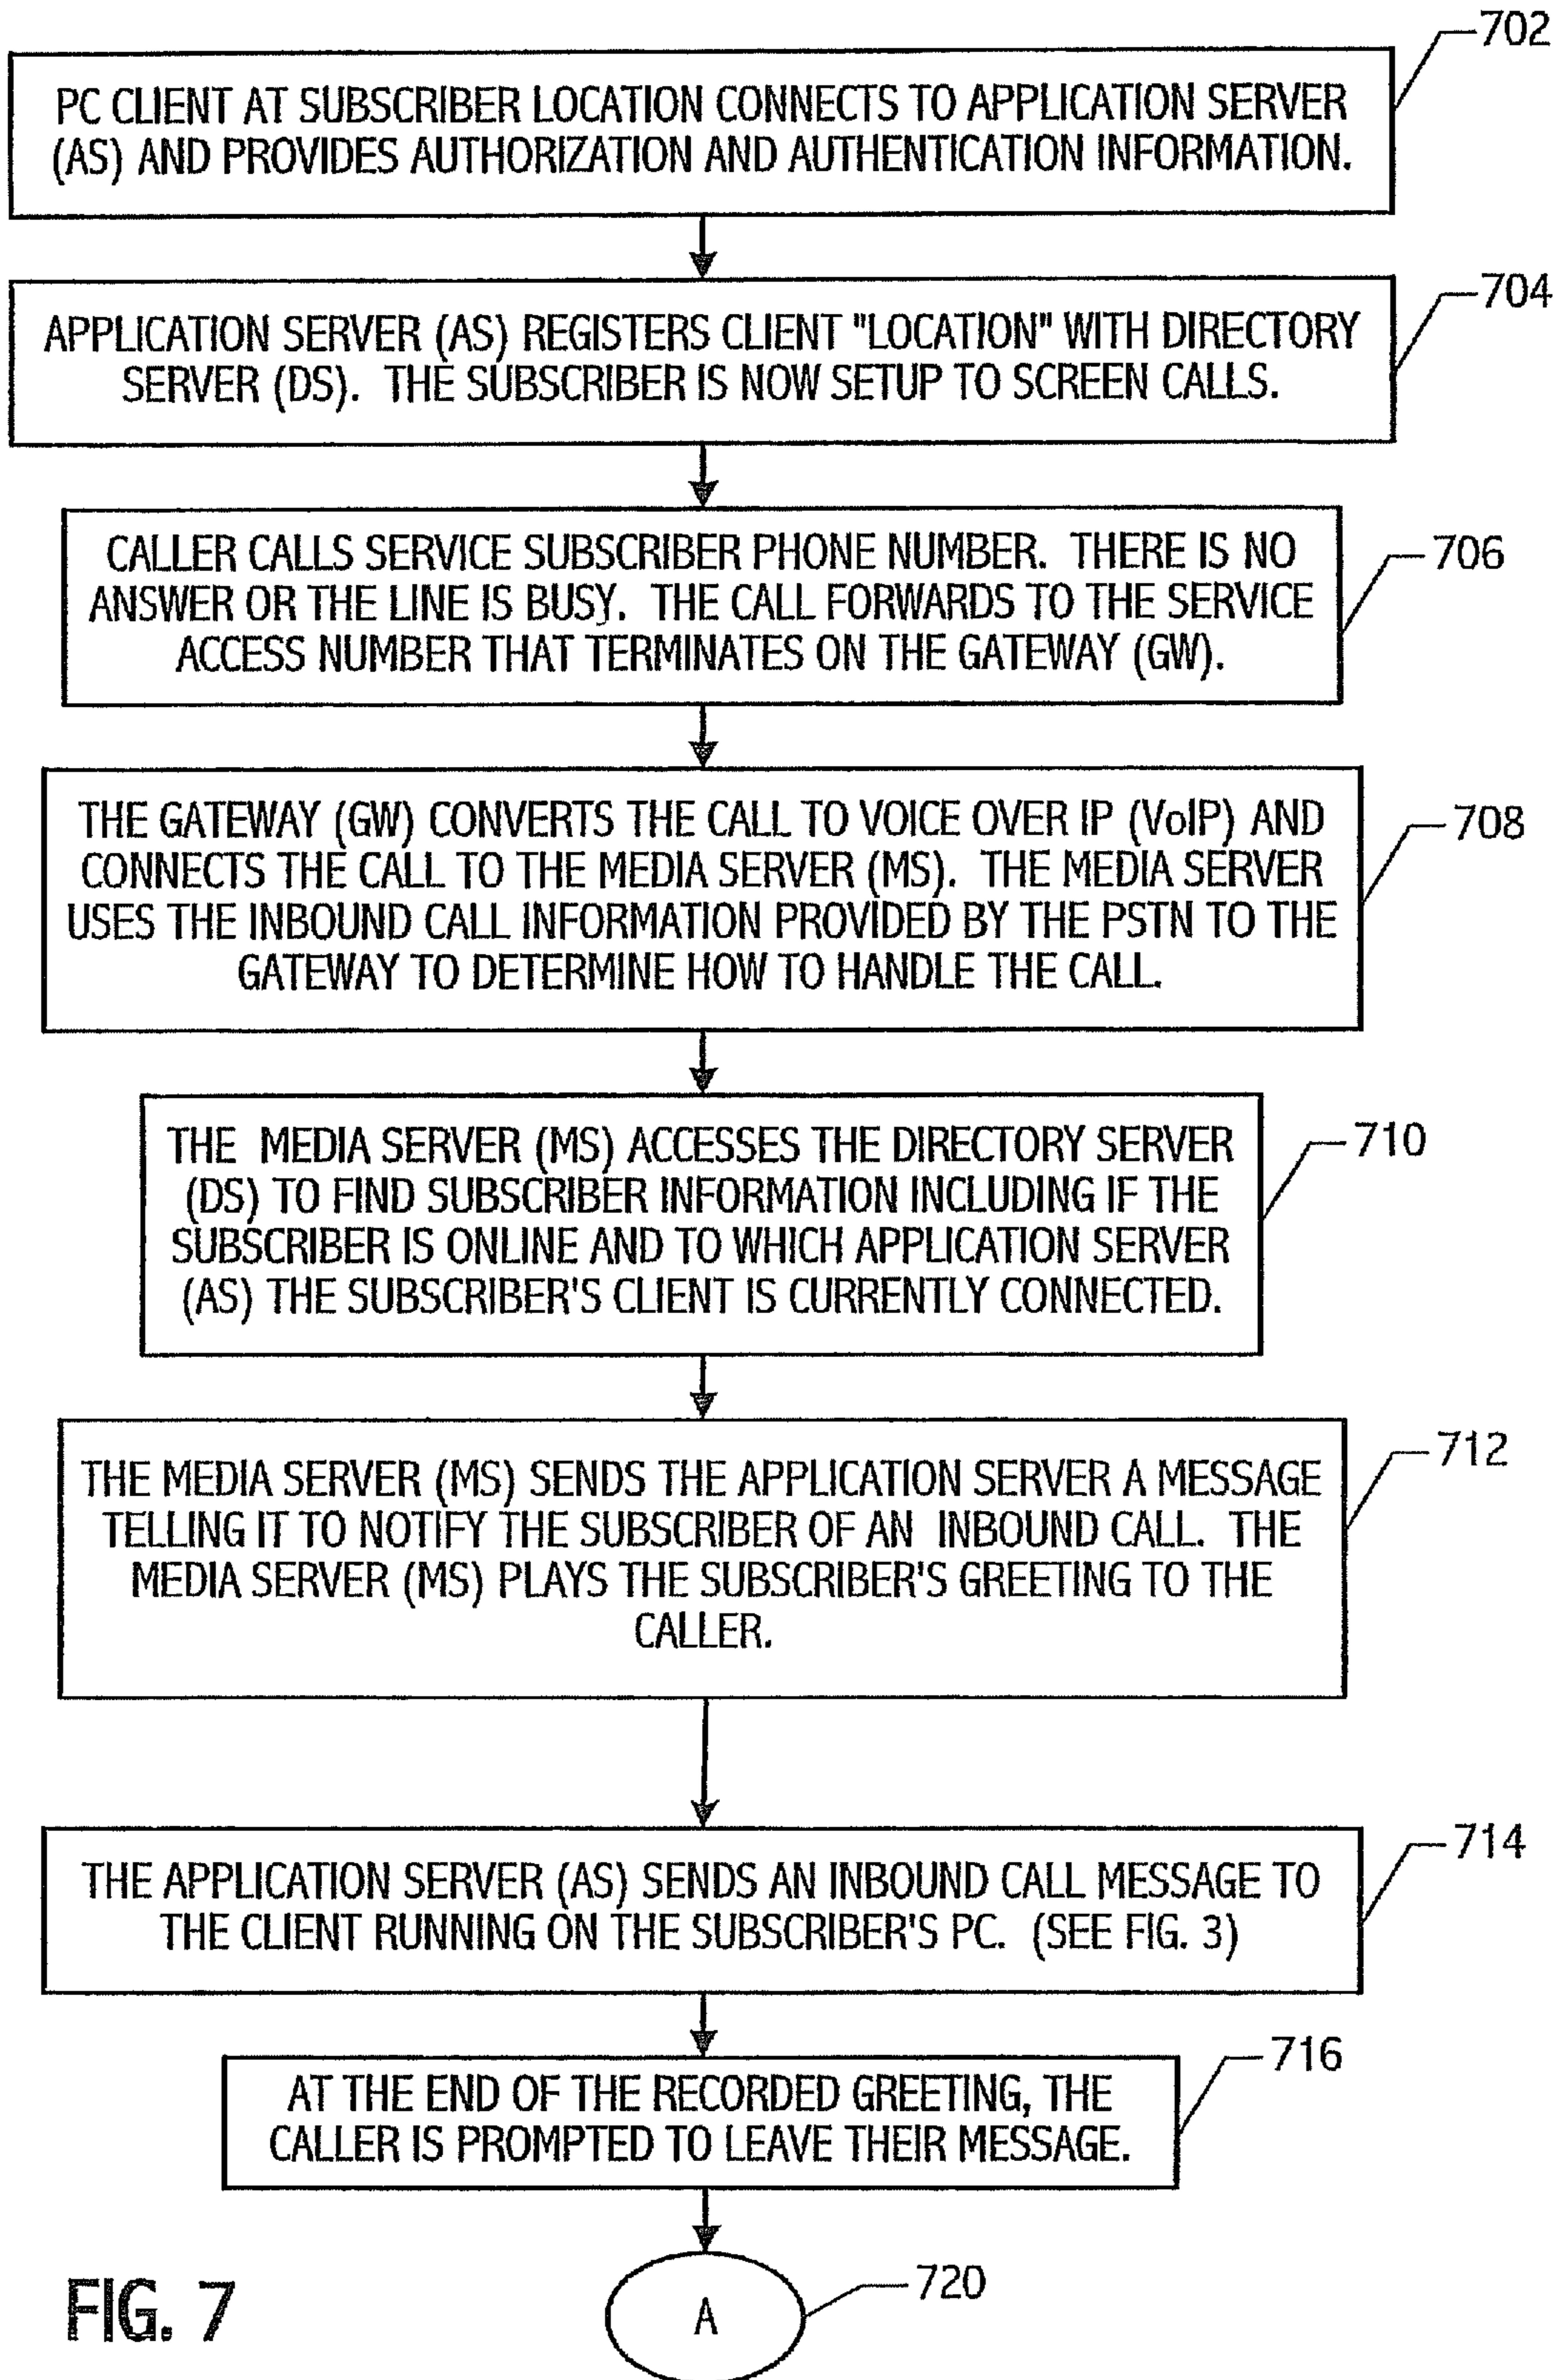 702
PC CLIENT AT SUBSCRIBER LOCATION CONNECTS TO APPLICATION SERVER
(AS) AND PROVIDES AUTHORIZATION AND AUTHENTICATION INFORMATION.
704
APPLICATION SERVER (AS) REGISTERS CLIENT "LOCATION" WITH DIRECTORY
SERVER (DS). THE SUBSCRIBER IS NOW SETUP TO SCREEN CALLS.
706
CALLER CALLS SERVICE SUBSCRIBER PHONE NUMBER. THERE IS NO
ANSWER OR THE LINE IS BUSY. THE CALL FORWARDS TO THE SERVICE
ACCESS NUMBER THAT TERMINATES ON THE GATEWAY (GW).
708
THE GATEWAY (GW) CONVERTS THE CALL TO VOICE OVER IP (VoIP) AND
CONNECTS THE CALL TO THE MEDIA SERVER (MS). THE MEDIA SERVER
USES THE INBOUND CALL INFORMATION PROVIDED BY THE PSTN TO THE
GATEWAY TO DETERMINE HOW TO HANDLE THE CALL.
710
THE MEDIA SERVER (MS) ACCESSES THE DIRECTORY SERVER
(DS) TO FIND SUBSCRIBER INFORMATION INCLUDING IF THE
SUBSCRIBER IS ONLINE AND TO WHICH APPLICATION SERVER
(AS) THE SUBSCRIBER'S CLIENT IS CURRENTLY CONNECTED.
712
THE MEDIA SERVER (MS) SENDS THE APPLICATION SERVER A MESSAGE
TELLING IT TO NOTIFY THE SUBSCRIBER OF AN INBOUND CALL. THE
MEDIA SERVER (MS) PLAYS THE SUBSCRIBER'S GREETING TO THE
CALLER.
714
THE APPLICATION SERVER (AS) SENDS AN INBOUND CALL MESSAGE TO
THE CLIENT RUNNING ON THE SUBSCRIBER'S PC. (SEE FIG. 3)
716
AT THE END OF THE RECORDED GREETING, THE
CALLER IS PROMPTED TO LEAVE THEIR MESSAGE.
720
A
FIG. 7